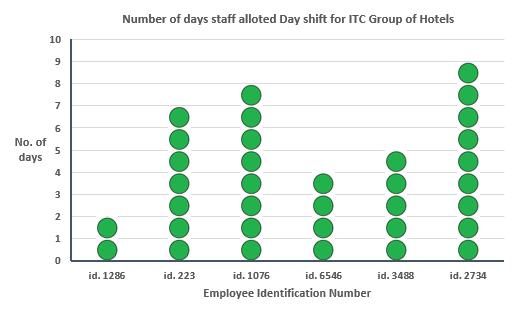 Number of days staff alloted Day shift for ITC Group of Hotels
10
9
8
7
6
5
4
3
2
1
0
No. of
days
id. 1286
id. 223
id. 1076
id. 6546
id. 3488
id. 2734
Employee Identification Number